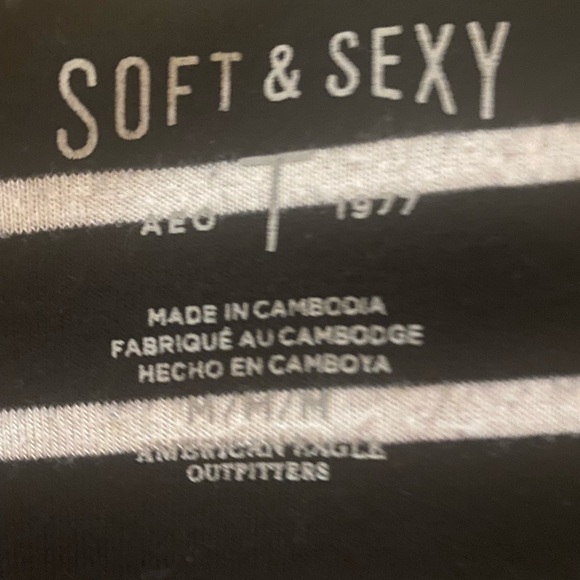 SOFT & SEXY
AEO T 1977
MADE IN CAMBODIA
FABRIQUÉ AU CAMBODGE
HECHO EN CAMBOYA
M/M/M
AMERICAN EAGLE
OUTFITTERS